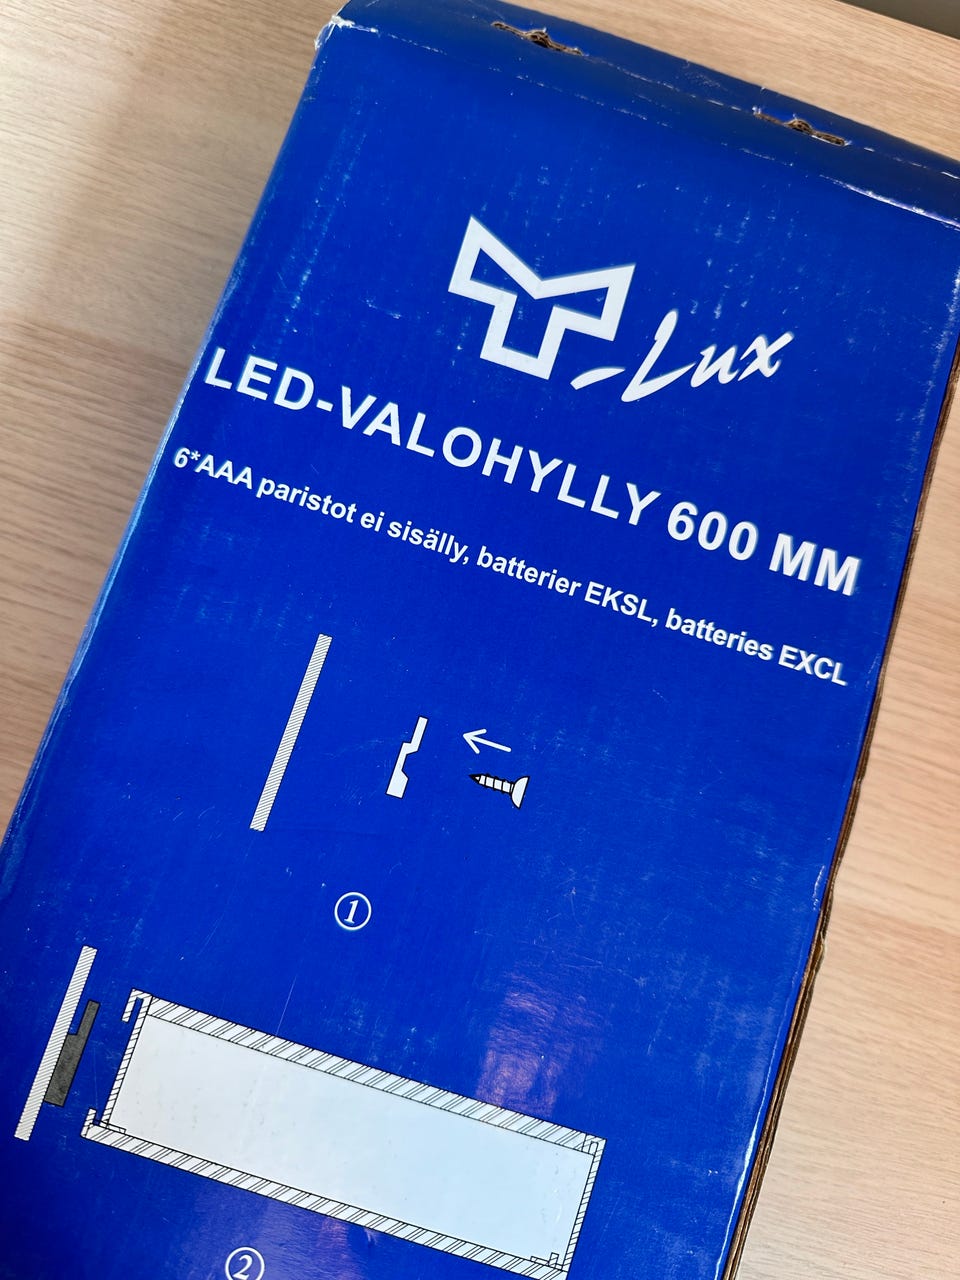 Lux
LED-VALOHYLLY 600 MM
6*AAA paristot ei sisälly, batterier EKSL, batteries EXCL
1
2